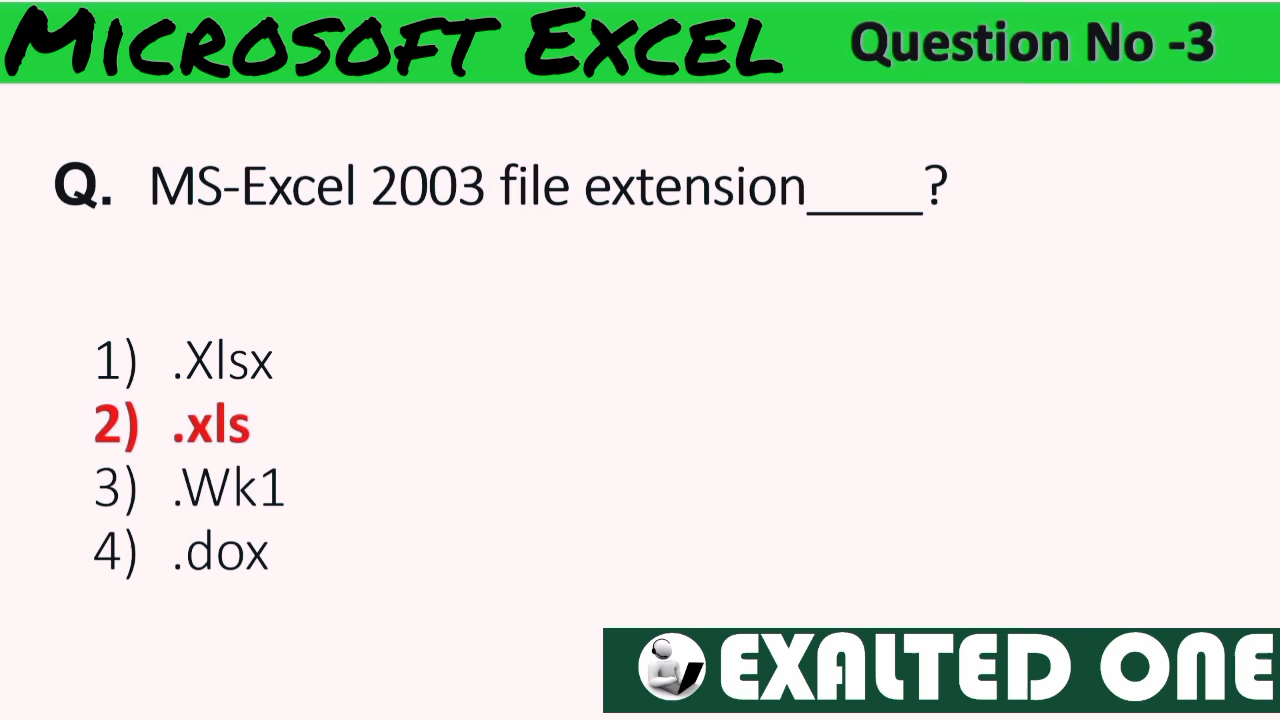 MICROSOFT EXCEL Question No -3
Q. MS-Excel 2003 file extension____?
1) .Xlsx
2) .xls
3) .Wk1
4) .dox
EXALTED ONE